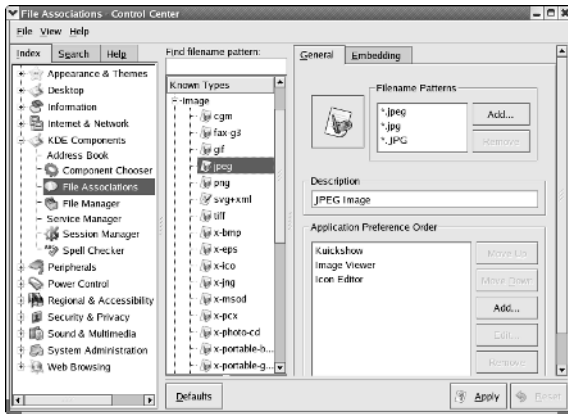 File Associations - Control Center
File View Help
Index Search Help
Appearance & Themes
Desktop
Information
Internet & Network
KDE Components
Address Book
Component Chooser
File Associations
File Manager
Service Manager
Session Manager
Spell Checker
Peripherals
Power Control
Regional & Accessibility
Security & Privacy
Sound & Multimedia
System Administration
Web Browsing
Find filename pattern:
Known Types
image
cgm
fax-g3
gif
jpeg
png
svg+xml
tiff
x-bmp
x-eps
x-ico
x-jng
x-msod
x-pcx
x-photo-cd
x-portable-b...
x-portable-g...
General Embedding
Filename Patterns
*.jpeg
*.jpg
*.JPG
Add...
Remove
Description
JPEG Image
Application Preference Order
Kuickshow
Image Viewer
Icon Editor
Move Up
Move Down
Add...
Edit...
Remove
Defaults
Apply
Reset